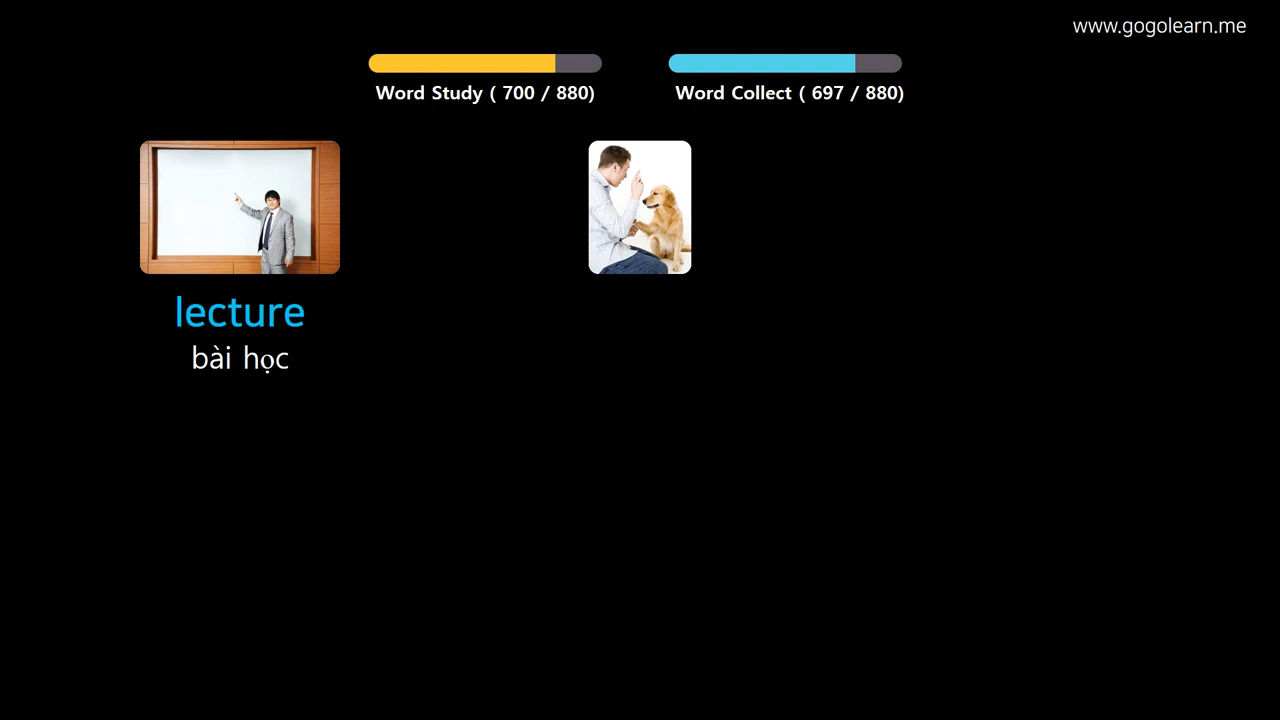 www.gogolearn.me
Word Study ( 700 / 880)
Word Collect ( 697 / 880)
lecture
bài học